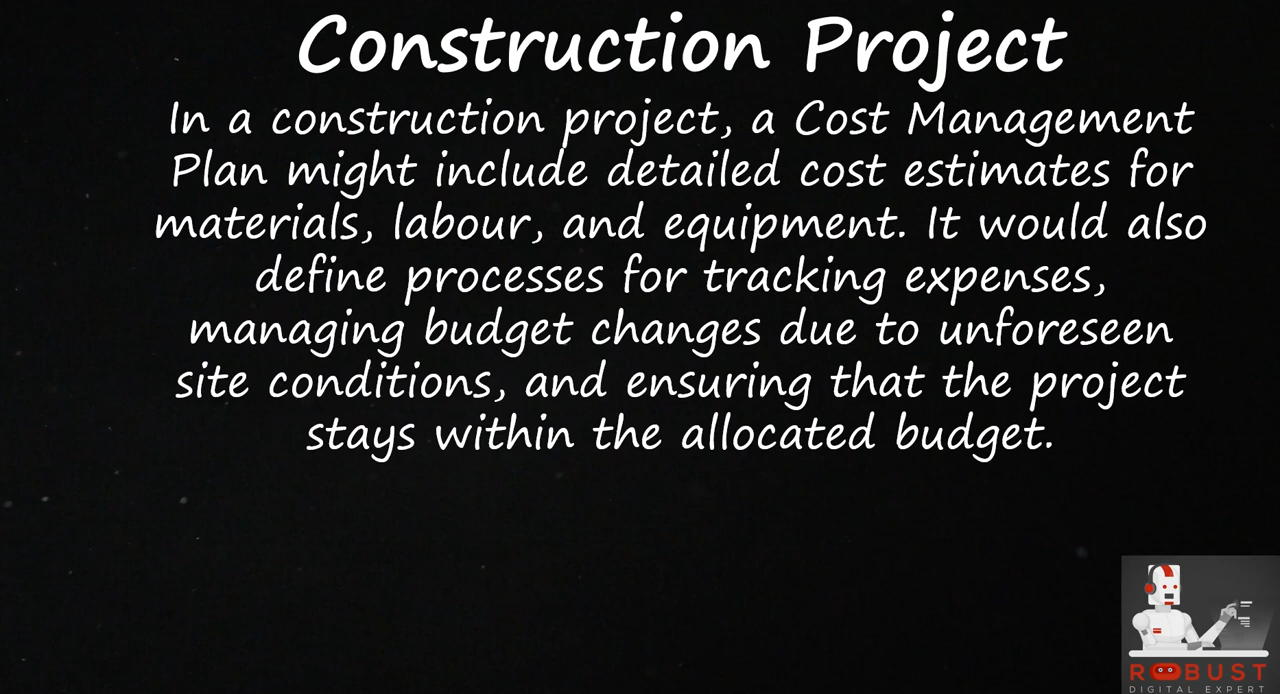 Construction Project
In a construction project, a Cost Management
Plan might include detailed cost estimates for
materials, labour, and equipment. It would also
define processes for tracking expenses,
managing budget changes due to unforeseen
site conditions, and ensuring that the project
stays within the allocated budget.
ROBUST
DIGITAL EXPERT